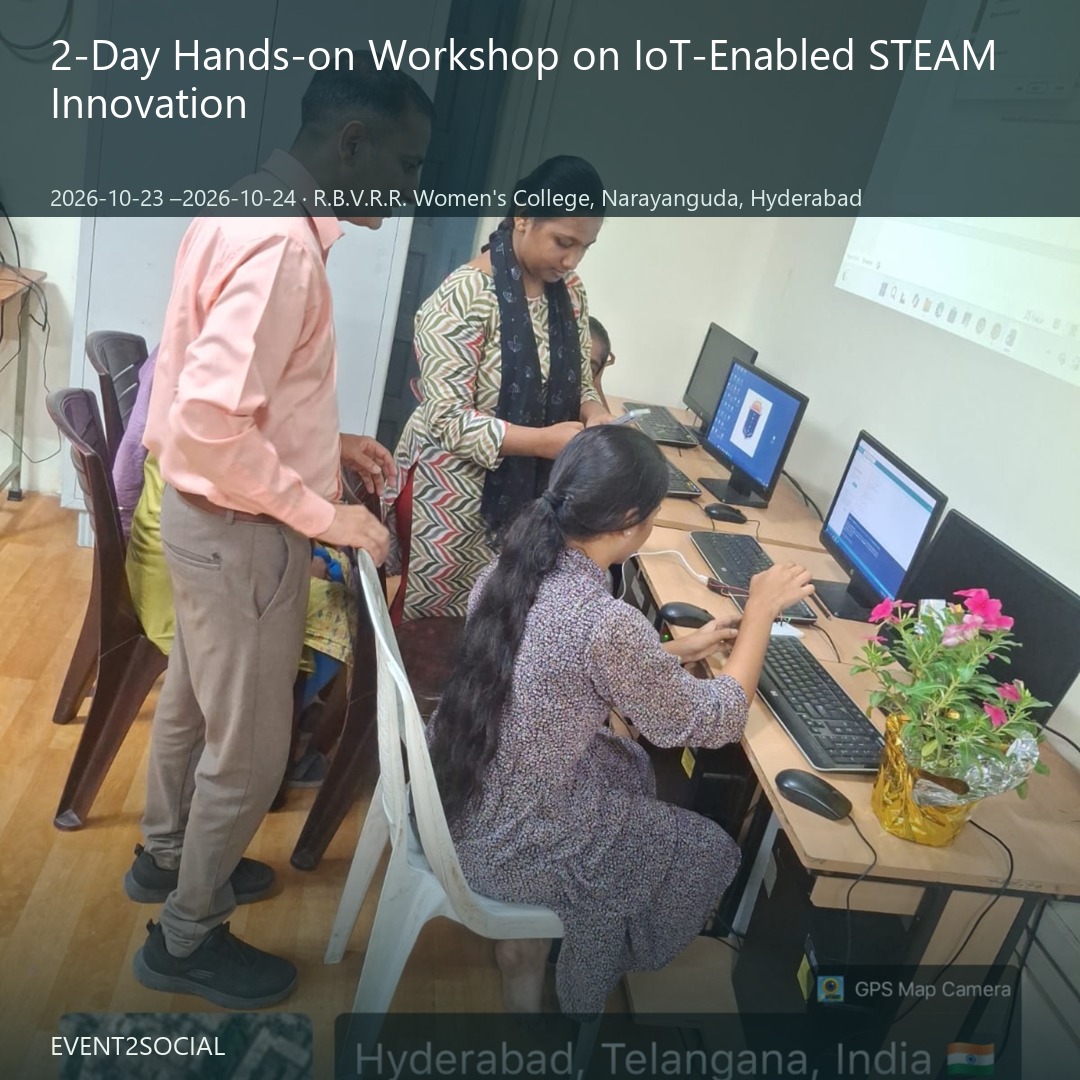 2-Day Hands-on Workshop on IoT-Enabled STEAM
Innovation
2026-10-23 –2026-10-24 · R.B.V.R.R. Women's College, Narayanguda, Hyderabad
GPS Map Camera
EVENT2SOCIAL
Hyderabad, Telangana, India